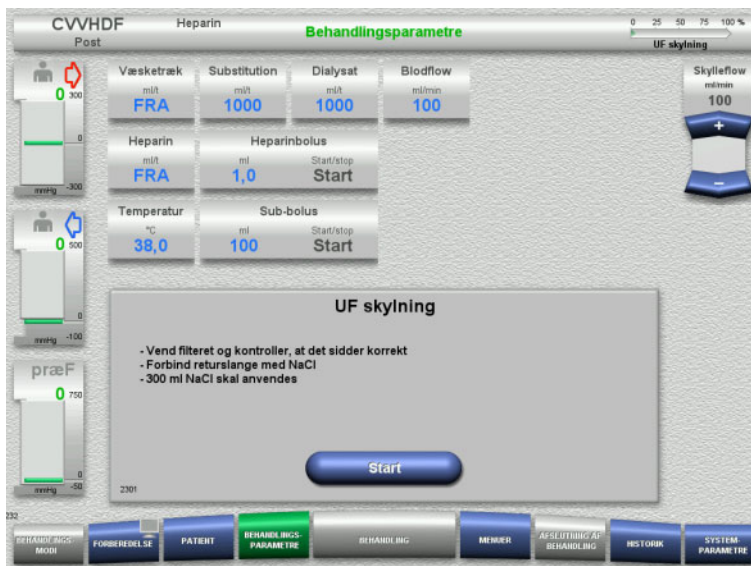 CVVHDF
Post
Heparin
Behandlingsparametre
0 25 50 75 100 %
UF skylning
0 300
0
mmHg -300
Væsketræk
ml/t
FRA
Substitution
ml/t
1000
Dialysat
ml/t
1000
Blodflow
ml/min
100
Skylleflow
ml/min
100
+
–
Heparin
ml/t
FRA
Heparinbolus
ml Start/stop
1,0 Start
Temperatur
°C
38,0
Sub-bolus
ml Start/stop
100 Start
0 500
0
mmHg -100
præF
0 750
0
mmHg -50
UF skylning
- Vend filteret og kontroller, at det sidder korrekt
- Forbind returslange med NaCl
- 300 ml NaCl skal anvendes
Start
2301
232
BEHANDLINGS-
MODI
FORBEREDELSE
PATIENT
BEHANDLINGS-
PARAMETRE
BEHANDLING
MENUER
AFSLUTNING AF
BEHANDLING
HISTORIK
SYSTEM-
PARAMETRE